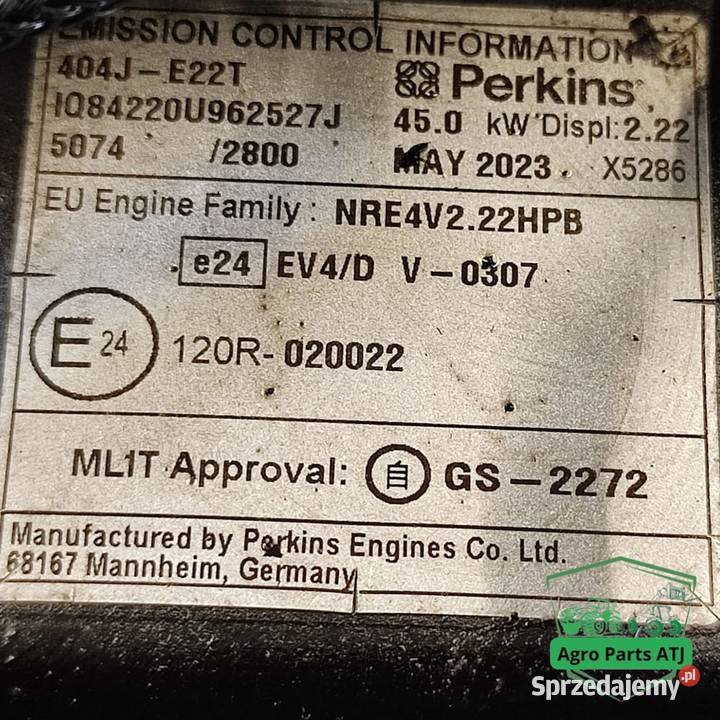 EMISSION CONTROL INFORMATION
404J-E22T Perkins
IQ84220U962527J 45.0 kW Displ:2.22
5074 /2800 MAY 2023. X5286
EU Engine Family: NRE4V2.22HPB
e24 EV4/D V-0307
E 24 120R-020022
MLIT Approval: 自 GS-2272
Manufactured by Perkins Engines Co. Ltd.
68167 Mannheim, Germany
Agro Parts ATJ
Sprzedajemy.pl